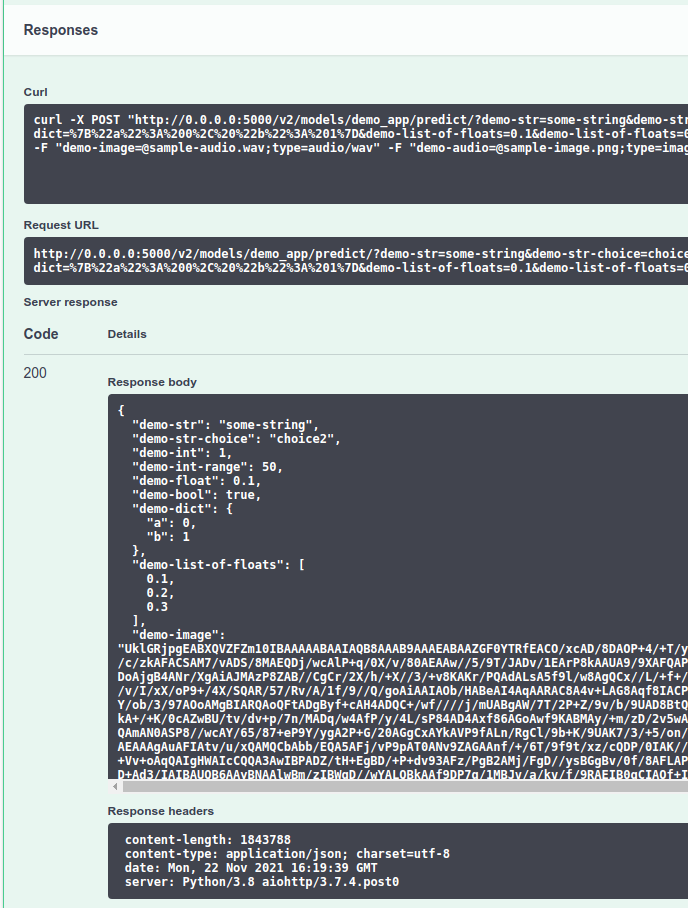 Responses
Curl
curl -X POST "http://0.0.0.0:5000/v2/models/demo_app/predict/?demo-str=some-string&demo-str
dict=%7B%22a%22%3A%200%2C%20%22b%22%3A%201%7D&demo-list-of-floats=0.1&demo-list-of-floats=0
-F "demo-image=@sample-audio.wav;type=audio/wav" -F "demo-audio=@sample-image.png;type=imag
Request URL
http://0.0.0.0:5000/v2/models/demo_app/predict/?demo-str=some-string&demo-str-choice=choice
dict=%7B%22a%22%3A%200%2C%20%22b%22%3A%201%7D&demo-list-of-floats=0.1&demo-list-of-floats=0
Server response
Code Details
200
Response body
{
"demo-str": "some-string",
"demo-str-choice": "choice2",
"demo-int": 1,
"demo-int-range": 50,
"demo-float": 0.1,
"demo-bool": true,
"demo-dict": {
"a": 0,
"b": 1
},
"demo-list-of-floats": [
0.1,
0.2,
0.3
],
"demo-image":
"UklGRjpgEABXQVZFZm10IBAAAAABAAIAQB8AAAB9AAAEABAAZGF0YTRfEACO/xcAD/8DAOP+4/+T/y
/c/zkAFACSAM7/vADS/8MAEQDj/wcAlP+q/0X/v/80AEAAw//5/9T/JADv/1EArP8kAAUA9/9XAFQAP
DoAjgB4ANr/XgAiAJMAzP8ZAB//CgCr/2X/h/+X//3/+v8KAKr/PQAdALsA5f9l/w8AgQCx//L/+f+/
/v/I/xX/oP9+/4X/SQAR/57/Rv/A/1f/9//Q/goAiAAIAOb/HABeAI4AqAARAC8A4v+LAG8Aqf8IACP
Y/ob/3/97AOoAMgBIARQAoQFtADgByf+cAH4ADQC+/wf////j/mUABgAW/7T/2P+Z/9v/b/9UAD8BtQ
kA+/+K/0cAZwBU/tv/dv+p/7n/MADq/w4AfP/y/4L/sP84AD4Axf86AGoAwf9KABMAy/+m/zD/2v5wA
QAmAN0ASP8//wcAY/65/87+eP9Y/ygA2P+G/20AGgCxAYkAVP9fALn/RgCl/9b+K/9UAK7/3/+5/on/
AEAAAgAuAFIAtv/u/xQAMQCbAbb/EQA5AFj/vP9pAT0ANv9ZAGAAnf/+/6T/9f9t/xz/cQDP/0IAK//
+Vv+oAqQAIgHWAIcCQQA3AwIBPADZ/tH+EgBD/+P+dv93AFz/PgB2AMj/FgD//ysBGgBv/0f/8AFLAP
Response headers
content-length: 1843788
content-type: application/json; charset=utf-8
date: Mon, 22 Nov 2021 16:19:39 GMT
server: Python/3.8 aiohttp/3.7.4.post0